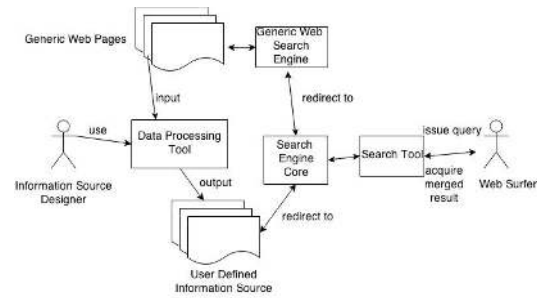 Generic Web Pages
Generic Web
Search
Engine
input
redirect to
use
Data Processing
Tool
Search
Engine
Core
Search Tool
issue query
acquire
merged
result
Web Surfer
Information Source
Designer
output
redirect to
User Defined
Information Source